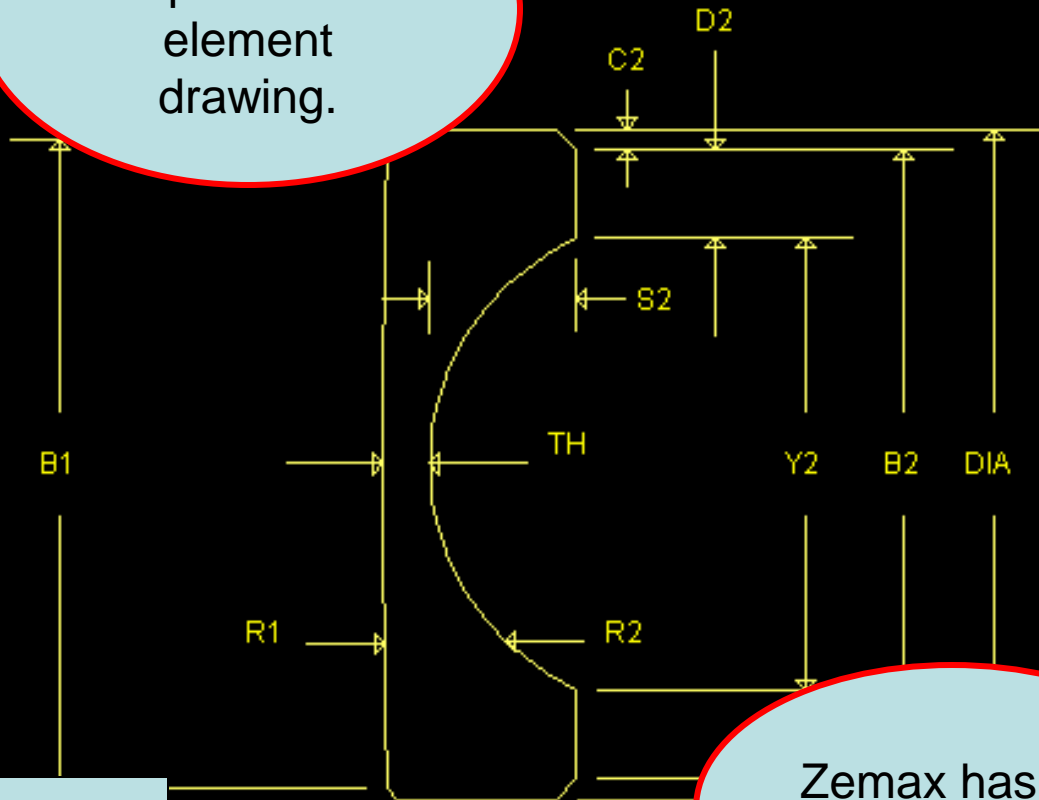 element
drawing.
D2
C2
S2
TH
B1
Y2
B2
DIA
R1
R2
Zemax has